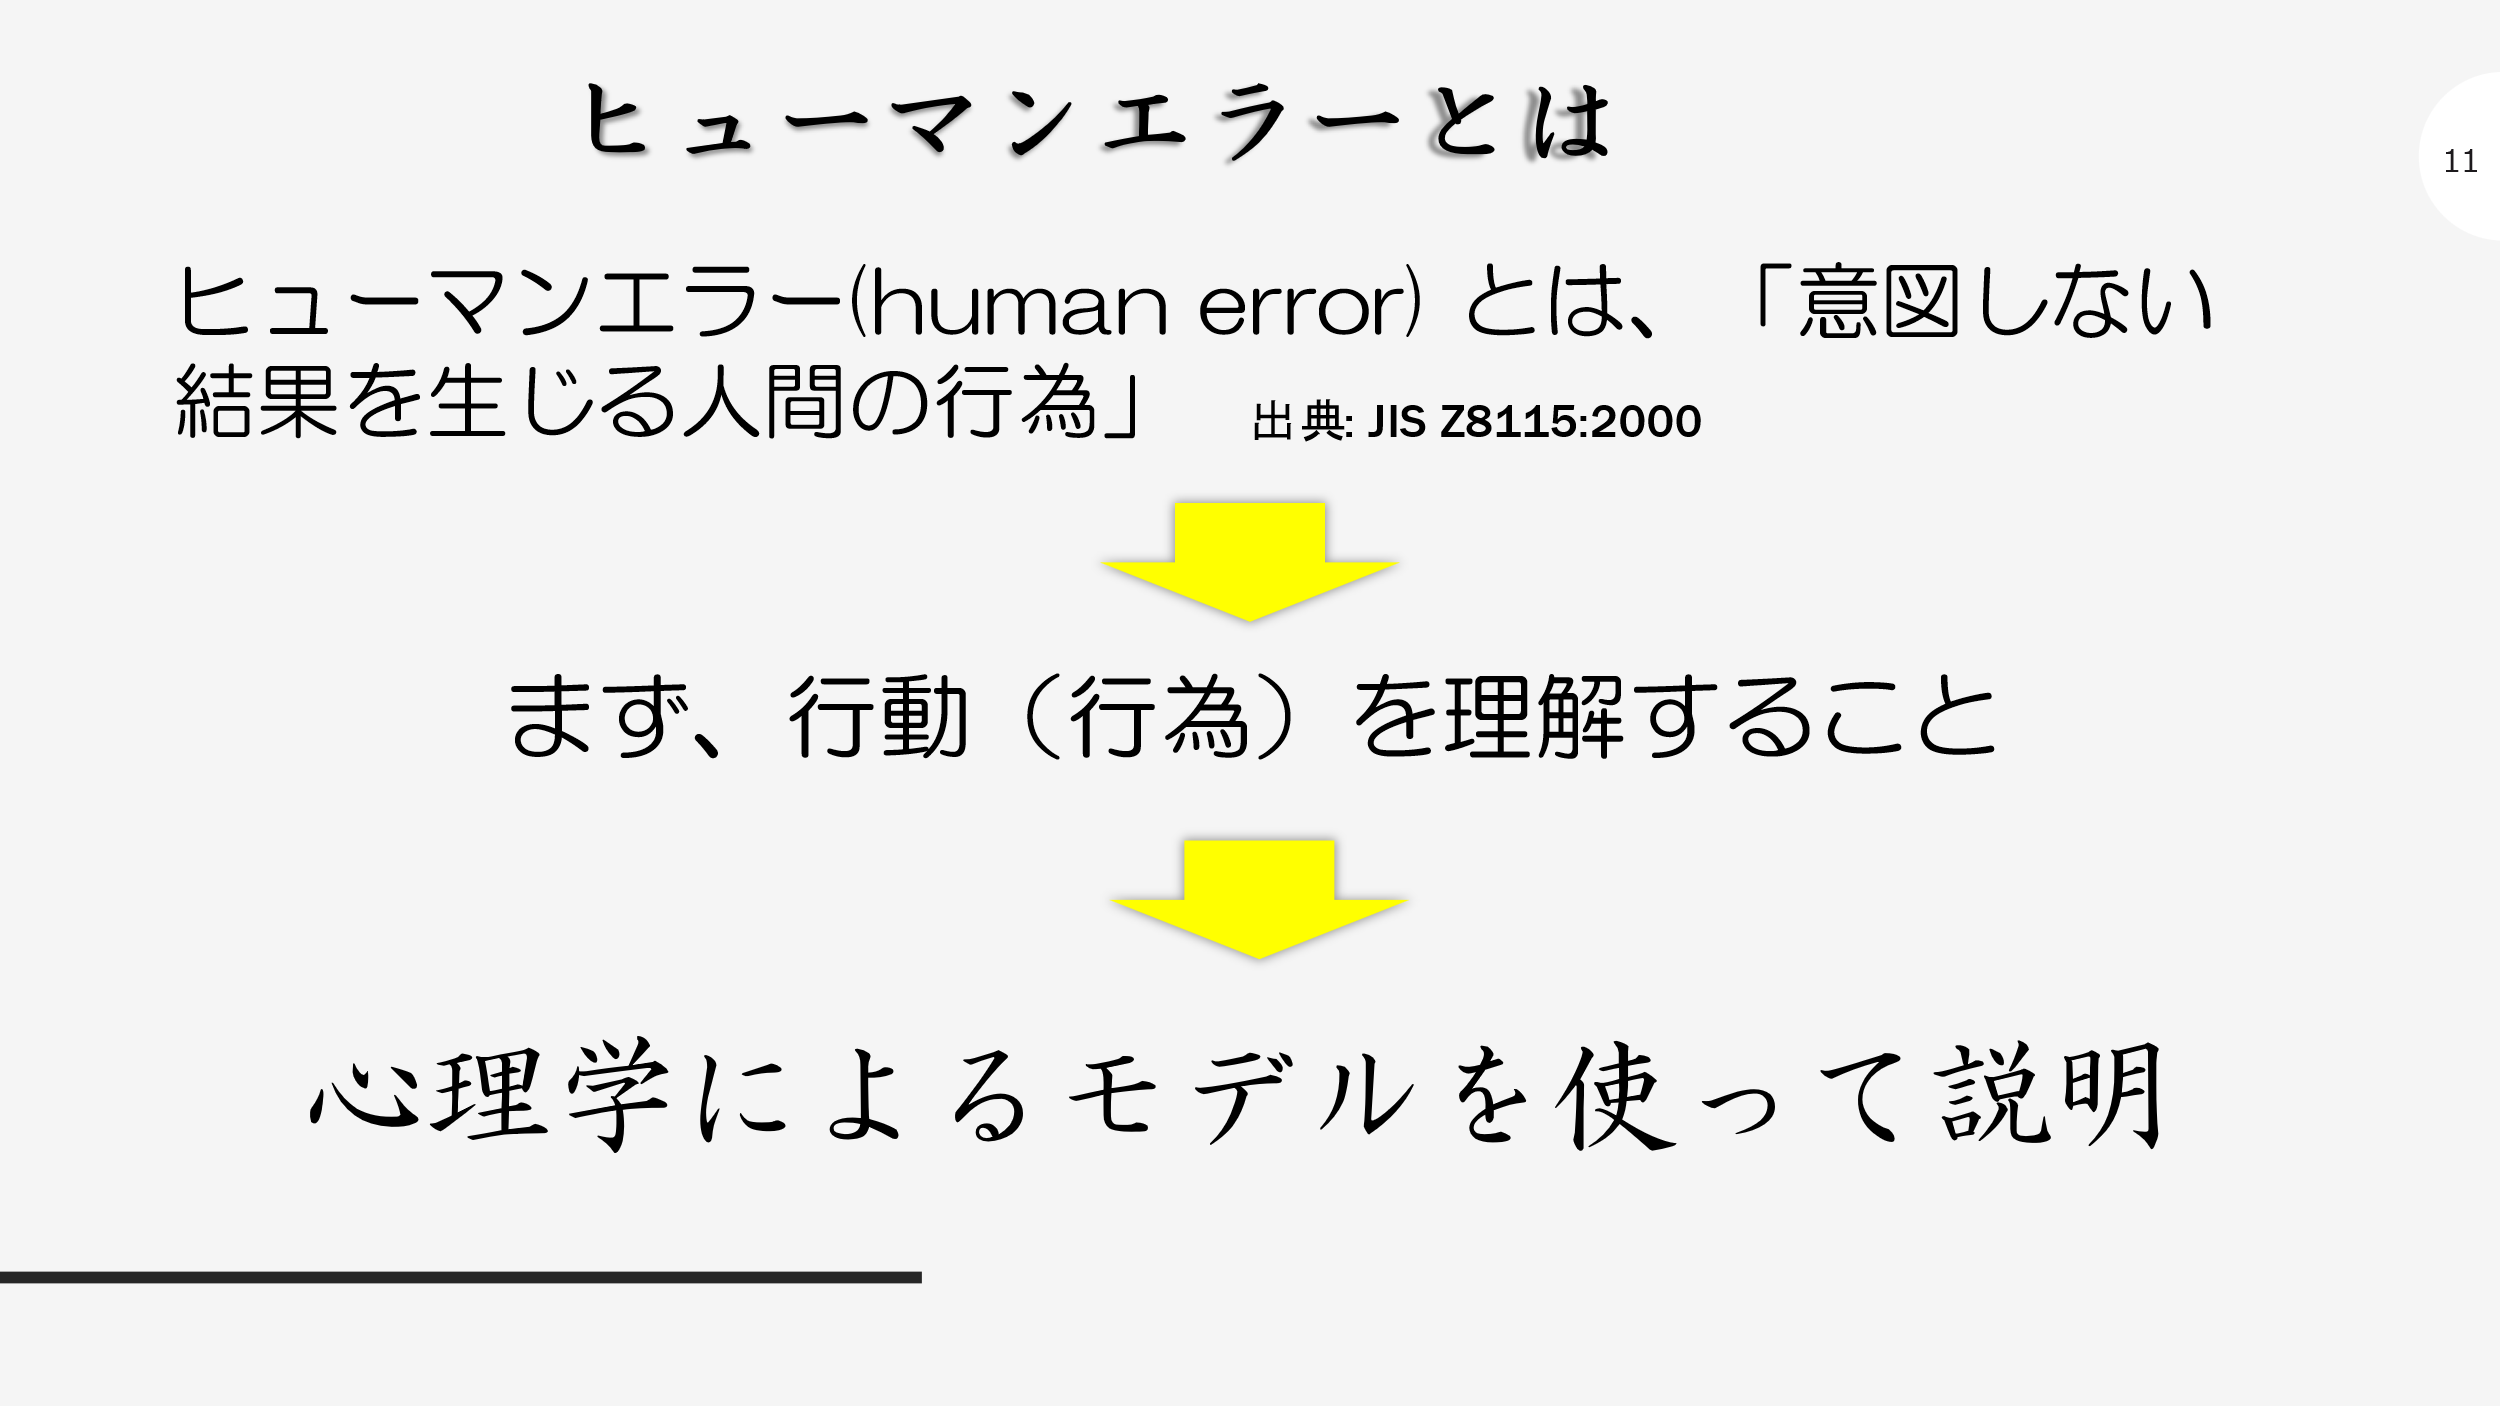 ヒューマンエラーとは
11
ヒューマンエラー(human error) とは、「意図しない
結果を生じる人間の行為」 出典: JIS Z8115:2000
まず、行動（行為）を理解すること
心理学によるモデルを使って説明